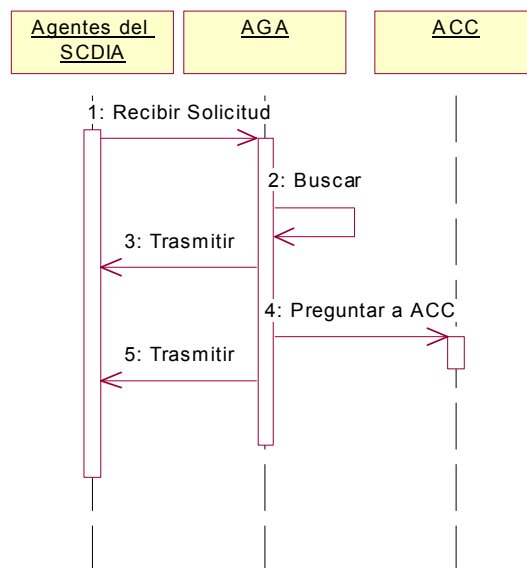 Agentes del
SCDIA
AGA
ACC
1: Recibir Solicitud
2: Buscar
3: Trasmitir
4: Preguntar a ACC
5: Trasmitir